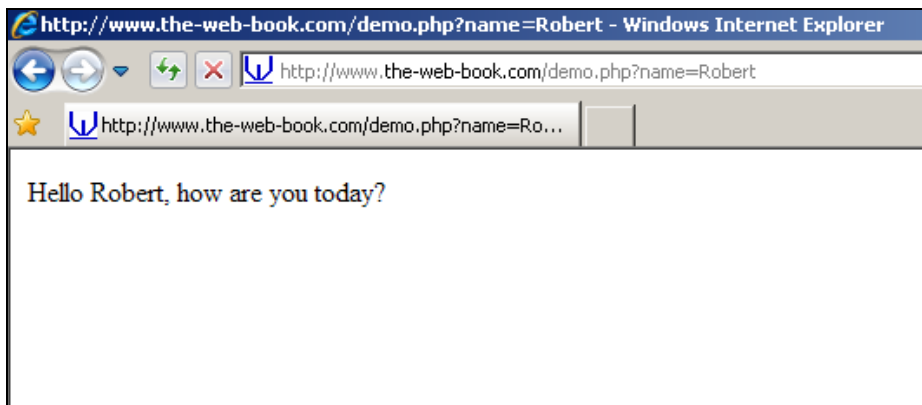 http://www.the-web-book.com/demo.php?name=Robert - Windows Internet Explorer
http://www.the-web-book.com/demo.php?name=Robert
http://www.the-web-book.com/demo.php?name=Ro...
Hello Robert, how are you today?